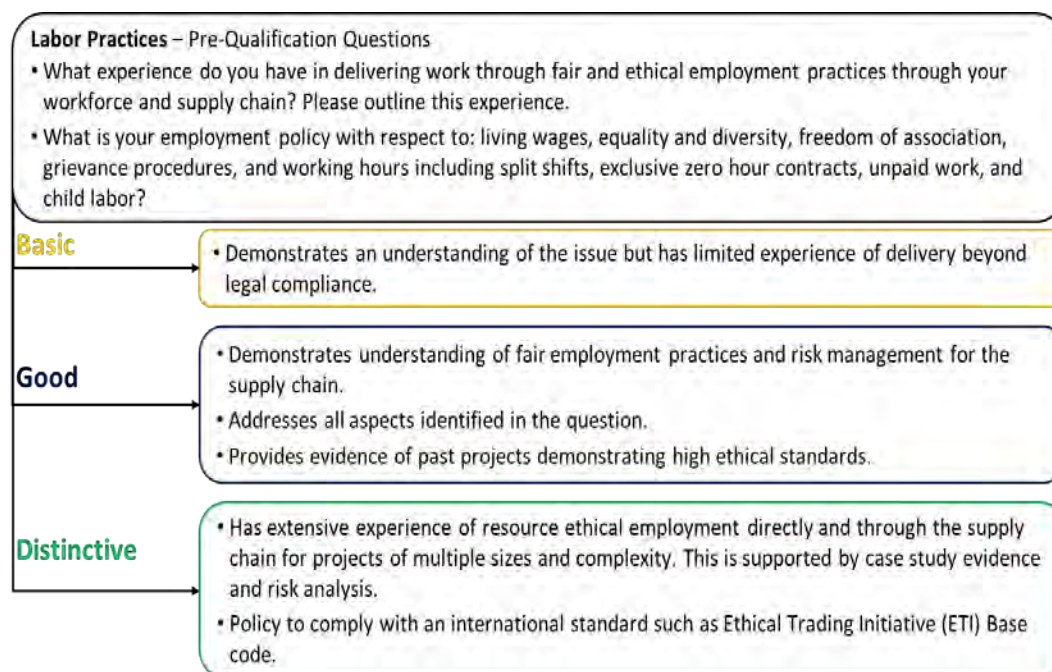 Labor Practices – Pre-Qualification Questions
• What experience do you have in delivering work through fair and ethical employment practices through your
workforce and supply chain? Please outline this experience.
• What is your employment policy with respect to: living wages, equality and diversity, freedom of association,
grievance procedures, and working hours including split shifts, exclusive zero hour contracts, unpaid work, and
child labor?
Basic
• Demonstrates an understanding of the issue but has limited experience of delivery beyond
legal compliance.
Good
• Demonstrates understanding of fair employment practices and risk management for the
supply chain.
• Addresses all aspects identified in the question.
• Provides evidence of past projects demonstrating high ethical standards.
Distinctive
• Has extensive experience of resource ethical employment directly and through the supply
chain for projects of multiple sizes and complexity. This is supported by case study evidence
and risk analysis.
• Policy to comply with an international standard such as Ethical Trading Initiative (ETI) Base
code.